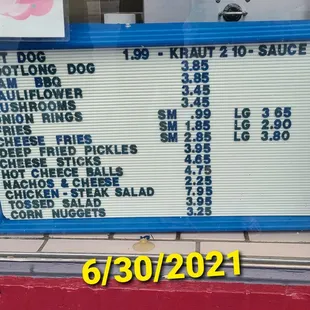 T DOG 1.99 - KRAUT 2 10- SAUCE
OOTLONG DOG 3.85
AM BBQ 3.85
AULIFLOWER 3.45
USHROOMS 3.45
ONION RINGS SM .99 LG 3 65
FRIES SM 1.85 LG 2.90
CHEESE FRIES SM 2.85 LG 3.80
EEP FRIED PICKLES 3.95
CHEESE STICKS 4.65
HOT CHEECE BALLS 4.75
NACHOS & CHEESE 2.25
CHICKEN - STEAK SALAD 7.95
TOSSED SALAD 3.95
CORN NUGGETS 3.25
6/30/2021